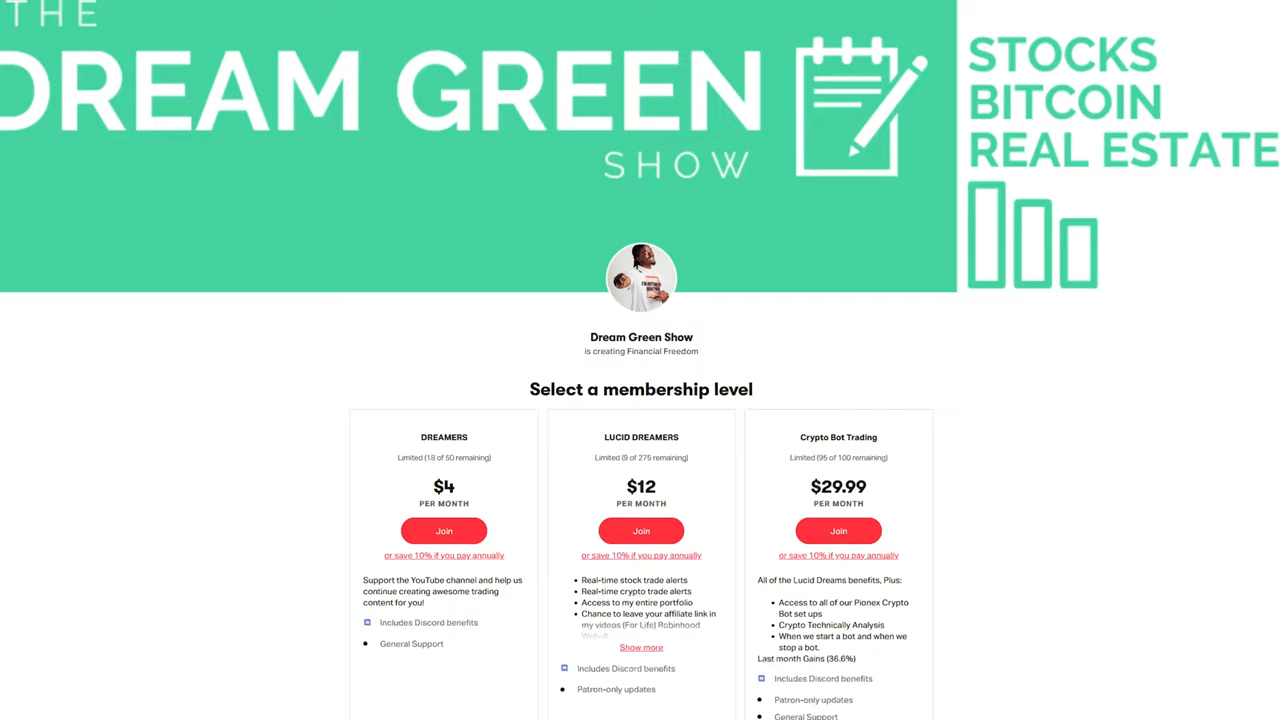 THE
DREAM GREEN
SHOW
STOCKS
BITCOIN
REAL ESTATE
Dream Green Show
is creating Financial Freedom
Select a membership level
DREAMERS
Limited (18 of 50 remaining)
$4
PER MONTH
Join
or save 10% if you pay annually
Support the YouTube channel and help us
continue creating awesome trading
content for you!
Includes Discord benefits
General Support
LUCID DREAMERS
Limited (9 of 275 remaining)
$12
PER MONTH
Join
or save 10% if you pay annually
Real-time stock trade alerts
Real-time crypto trade alerts
Access to my entire portfolio
Chance to leave your affiliate link in
my videos (For Life) Robinhood
Webull
Show more
Includes Discord benefits
Patron-only updates
Crypto Bot Trading
Limited (95 of 100 remaining)
$29.99
PER MONTH
Join
or save 10% if you pay annually
All of the Lucid Dreams benefits, Plus:
Access to all of our Pionex Crypto
Bot set ups
Crypto Technically Analysis
When we start a bot and when we
stop a bot.
Last month Gains (36.6%)
Includes Discord benefits
Patron-only updates
General Support